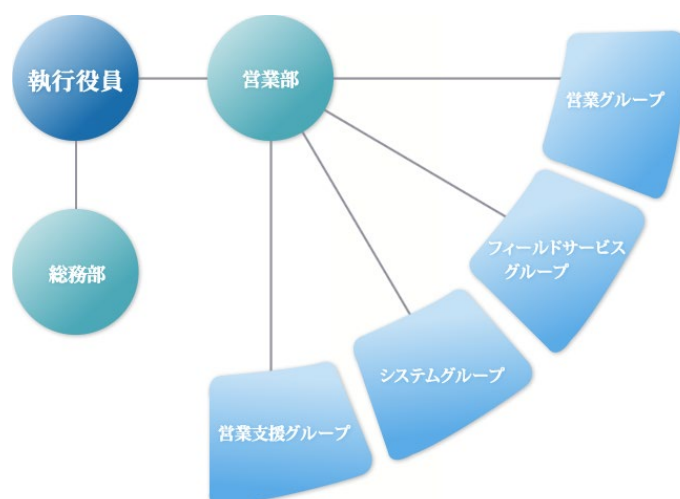 執行役員
営業部
営業グループ
総務部
フィールドサービス
グループ
システムグループ
営業支援グループ